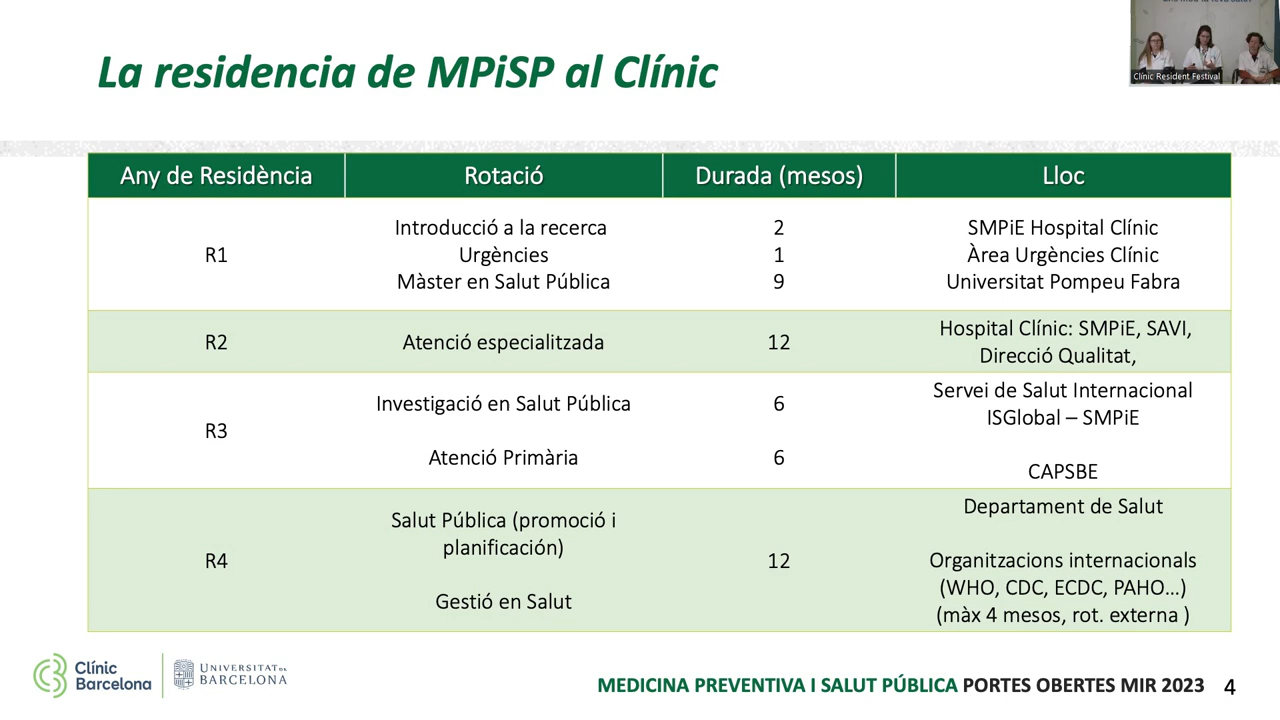 La residencia de MPiSP al Clínic
Clínic Resident Festival
Any de Residència Rotació Durada (mesos) Lloc
R1
Introducció a la recerca 2 SMPiE Hospital Clínic
Urgències 1 Àrea Urgències Clínic
Màster en Salut Pública 9 Universitat Pompeu Fabra
R2 Atenció especialitzada 12
Hospital Clínic: SMPiE, SAVI,
Direcció Qualitat,
R3
Investigació en Salut Pública 6
Servei de Salut Internacional
ISGlobal – SMPiE
Atenció Primària 6 CAPSBE
R4
Salut Pública (promoció i
planificación)
Gestió en Salut
12
Departament de Salut
Organitzacions internacionals
(WHO, CDC, ECDC, PAHO…)
(màx 4 mesos, rot. externa )
Clínic
Barcelona
UNIVERSITAT DE
BARCELONA
MEDICINA PREVENTIVA I SALUT PÚBLICA PORTES OBERTES MIR 2023 4